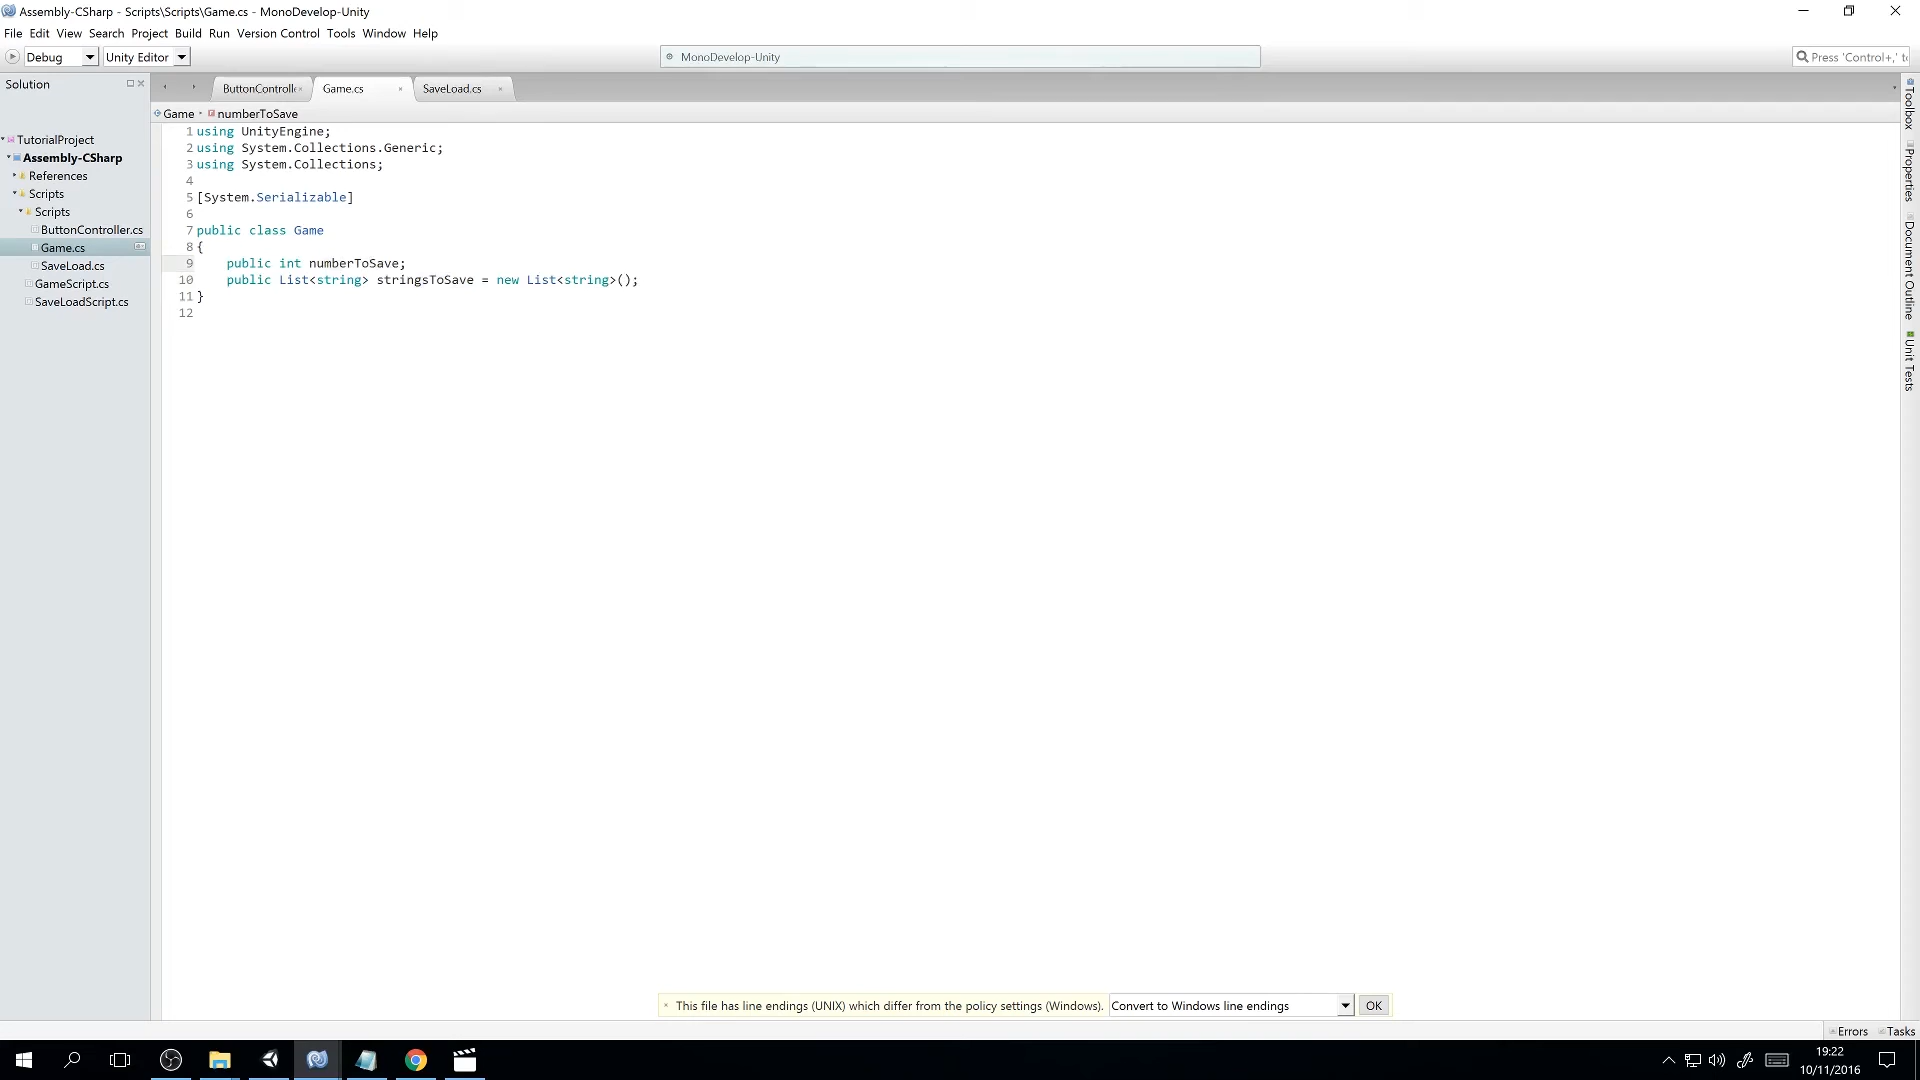 Assembly-CSharp - Scripts\Scripts\Game.cs - MonoDevelop-Unity
File Edit View Search Project Build Run Version Control Tools Window Help
Debug Unity Editor MonoDevelop-Unity Press 'Control+,' t
Solution
ButtonControlle Game.cs SaveLoad.cs
Game numberToSave
TutorialProject
Assembly-CSharp
References
Scripts
Scripts
ButtonController.cs
Game.cs
SaveLoad.cs
GameScript.cs
SaveLoadScript.cs
1 using UnityEngine;
2 using System.Collections.Generic;
3 using System.Collections;
4
5 [System.Serializable]
6
7 public class Game
8 {
9 public int numberToSave;
10 public List<string> stringsToSave = new List<string>();
11 }
12
Toolbox
Properties
Document Outline
Unit Tests
This file has line endings (UNIX) which differ from the policy settings (Windows). Convert to Windows line endings OK
Errors Tasks
19:22
10/11/2016